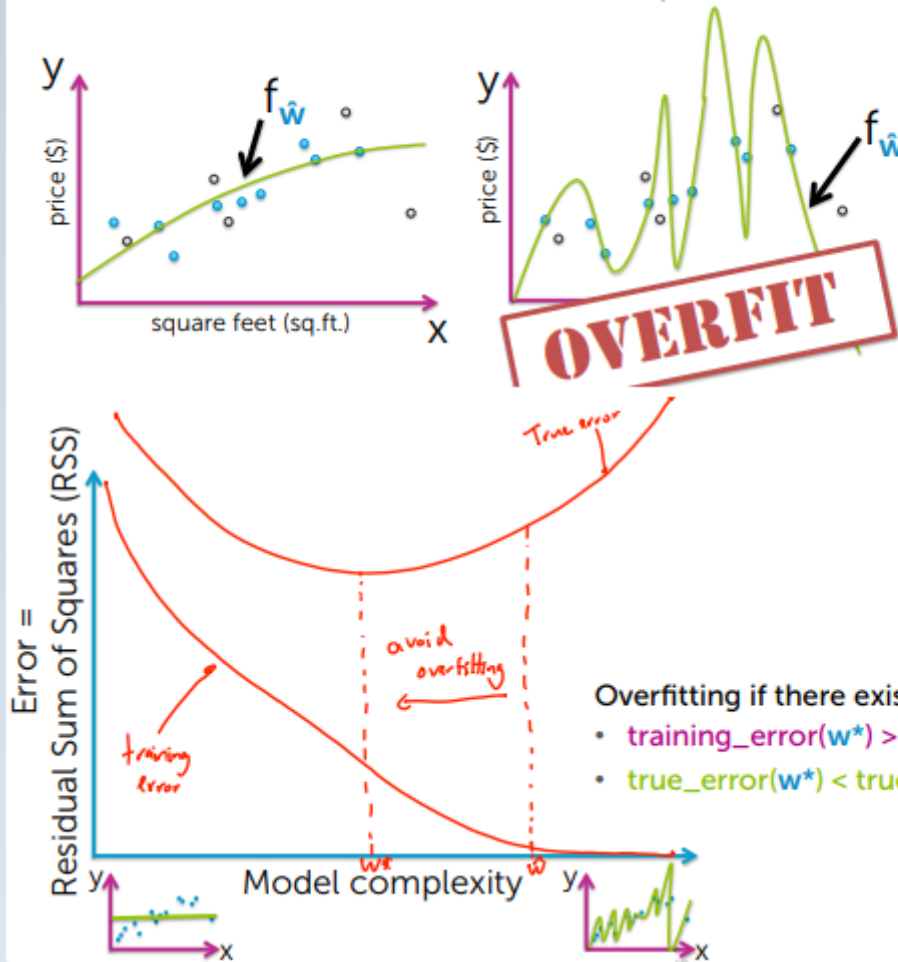 y
price ($)
f ŵ
square feet (sq.ft.)
x
y
price ($)
f ŵ
OVERFIT
Error =
Residual Sum of Squares (RSS)
True error
avoid
overfitting
training
error
Overfitting if there exis
• training_error(w*) >
• true_error(w*) < true
w*
ŵ
Model complexity
y
x
y
x